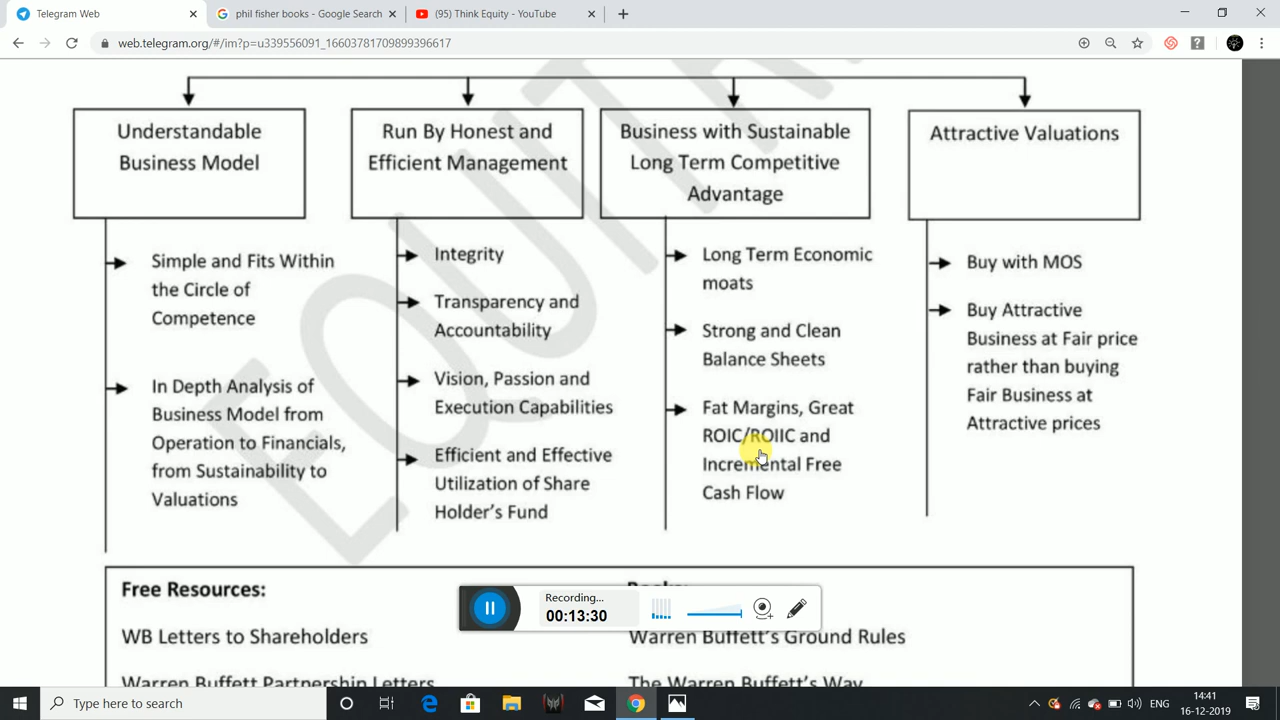 Telegram Web
phil fisher books - Google Search
(95) Think Equity - YouTube
web.telegram.org/#/im?p=u339556091_16603781709899396617
Understandable
Business Model
Run By Honest and
Efficient Management
Business with Sustainable
Long Term Competitive
Advantage
Attractive Valuations
Simple and Fits Within
the Circle of
Competence
In Depth Analysis of
Business Model from
Operation to Financials,
from Sustainability to
Valuations
Integrity
Transparency and
Accountability
Vision, Passion and
Execution Capabilities
Efficient and Effective
Utilization of Share
Holder's Fund
Long Term Economic
moats
Strong and Clean
Balance Sheets
Fat Margins, Great
ROIC/ROIIC and
Incremental Free
Cash Flow
Buy with MOS
Buy Attractive
Business at Fair price
rather than buying
Fair Business at
Attractive prices
Free Resources:
WB Letters to Shareholders
Warren Buffett Partnership Letters
Warren Buffett's Ground Rules
The Warren Buffett's Way
Recording...
00:13:30
Type here to search
ENG
14:41
16-12-2019